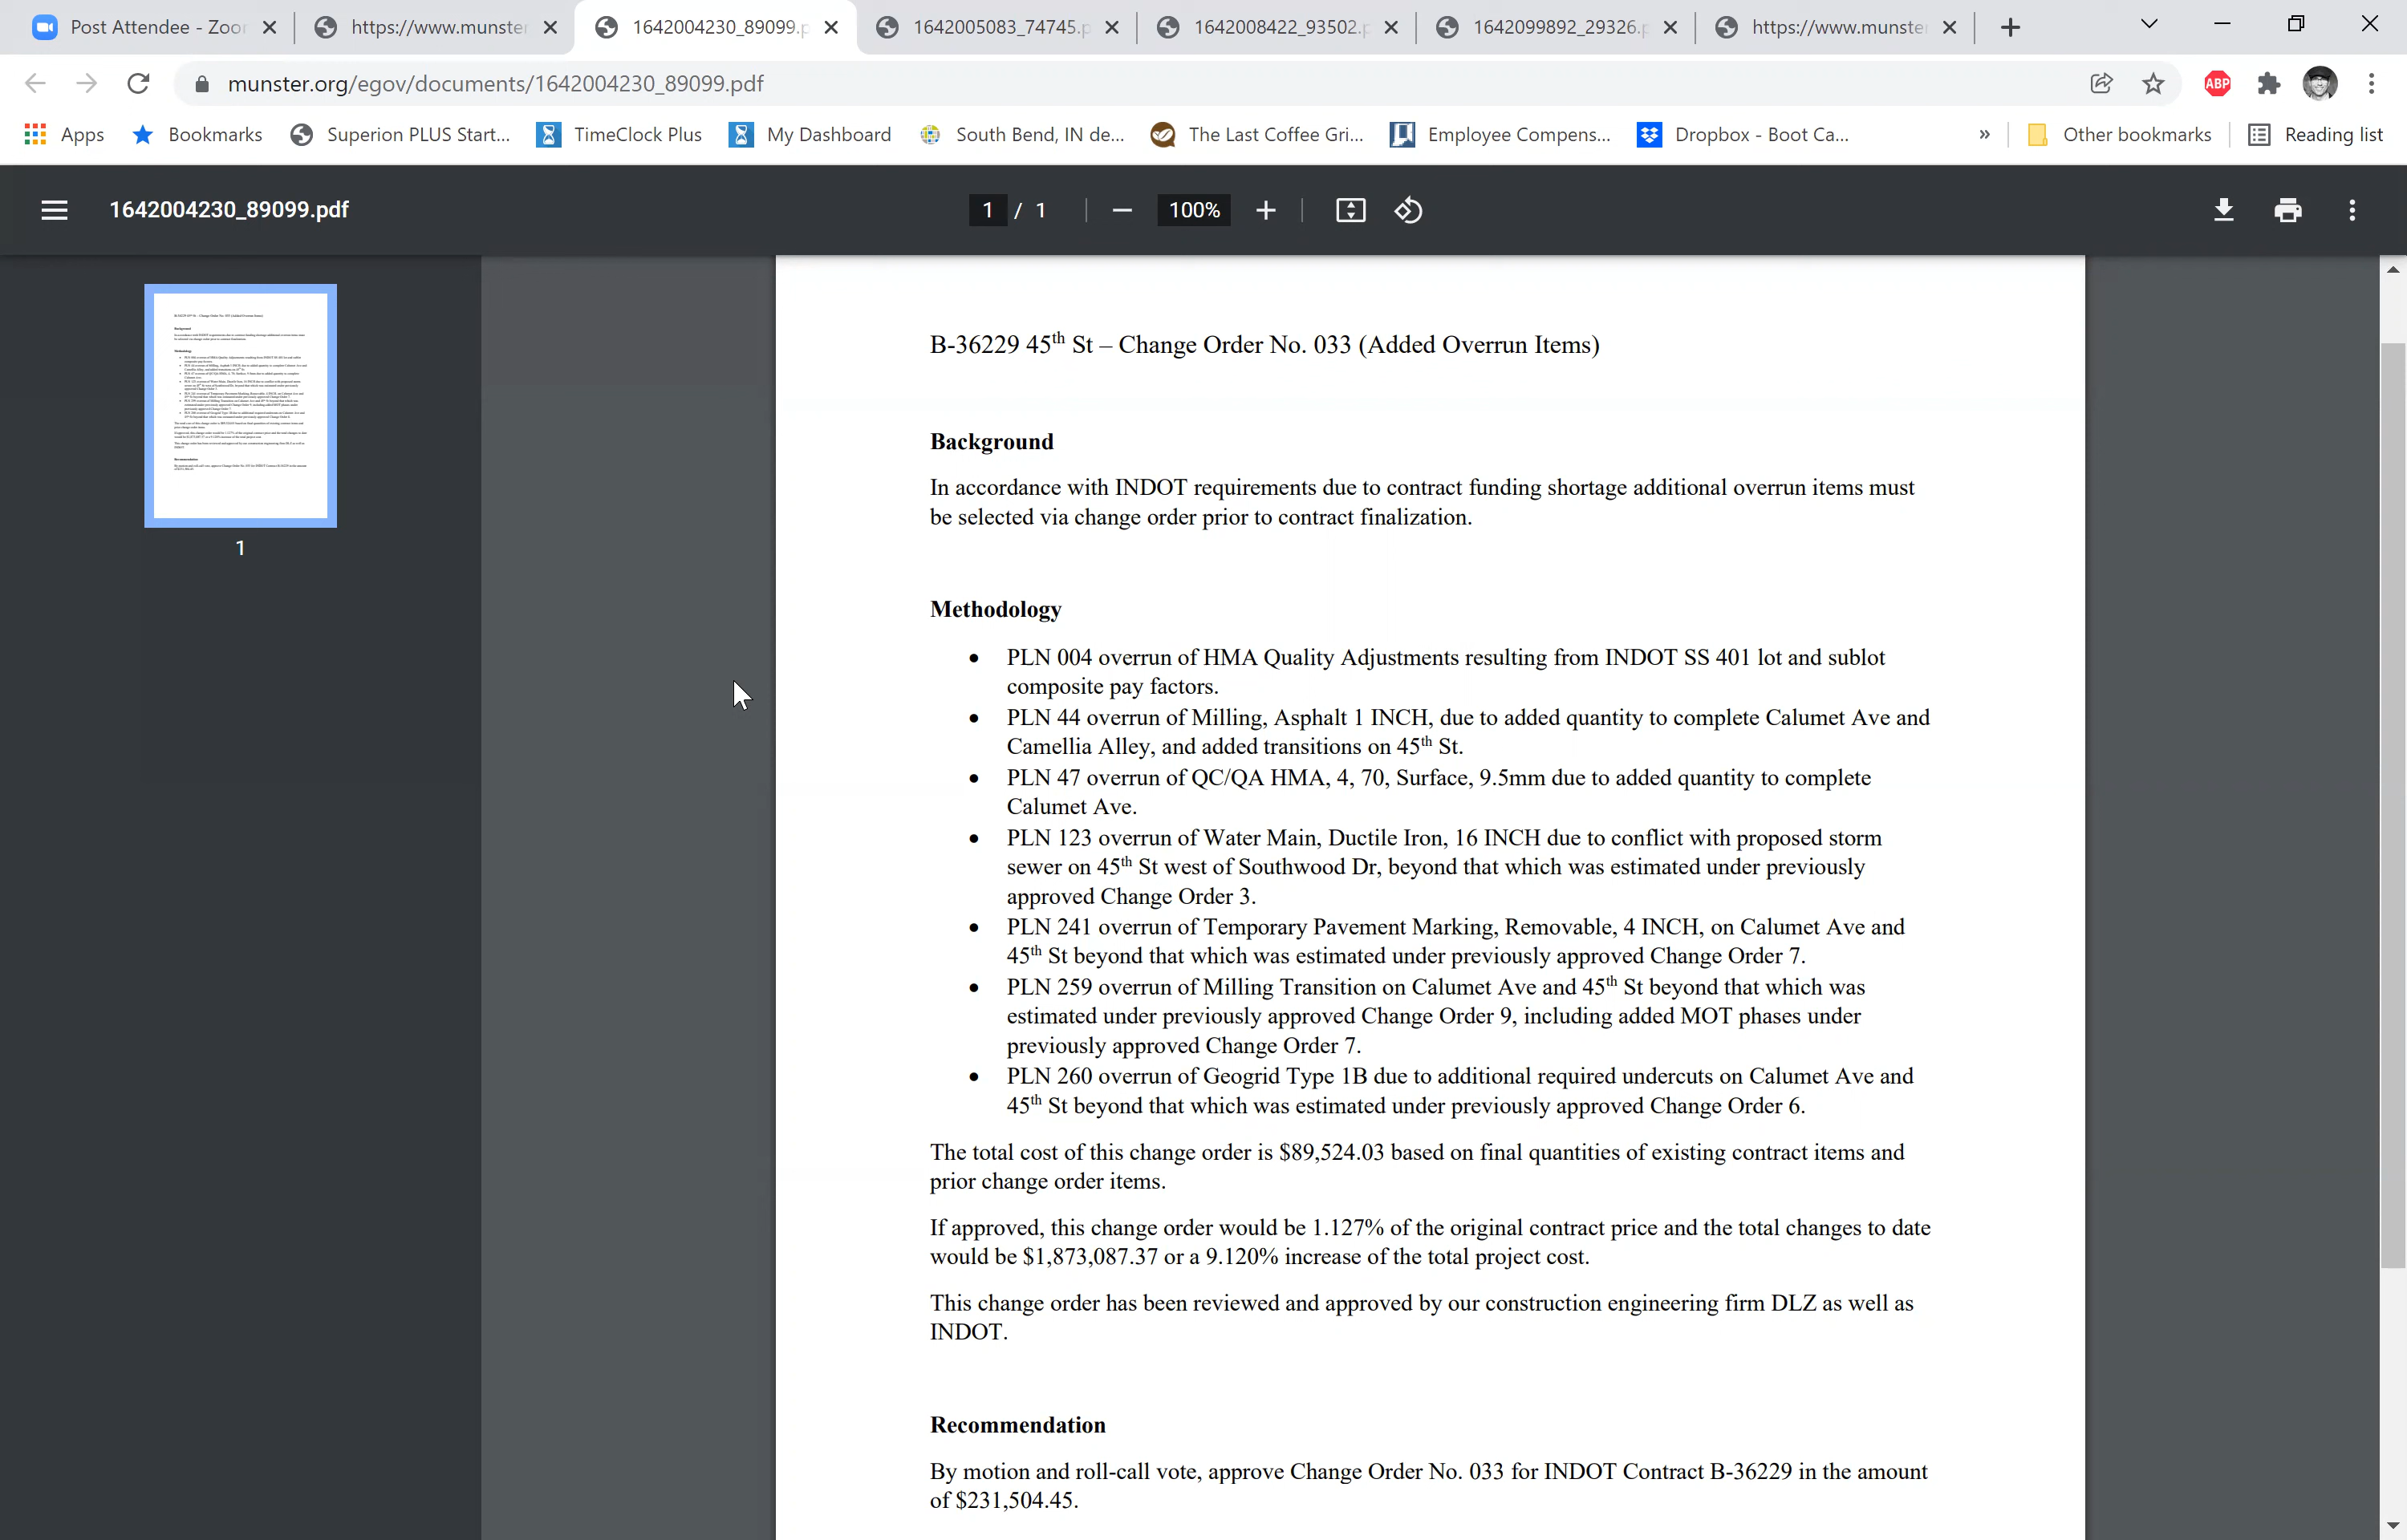 Post Attendee - Zoo
https://www.munste
1642004230_89099.p
1642005083_74745.p
1642008422_93502.p
1642099892_29326.p
https://www.munste
munster.org/egov/documents/1642004230_89099.pdf
ABP
Apps
Bookmarks
Superion PLUS Start...
TimeClock Plus
My Dashboard
South Bend, IN de...
The Last Coffee Gri...
Employee Compens...
Dropbox - Boot Ca...
»
Other bookmarks
Reading list
1642004230_89099.pdf
1 / 1
100%
1
B-36229 45th St – Change Order No. 033 (Added Overrun Items)
Background
In accordance with INDOT requirements due to contract funding shortage additional overrun items must
be selected via change order prior to contract finalization.
Methodology
• PLN 004 overrun of HMA Quality Adjustments resulting from INDOT SS 401 lot and sublot
composite pay factors.
• PLN 44 overrun of Milling, Asphalt 1 INCH, due to added quantity to complete Calumet Ave and
Camellia Alley, and added transitions on 45th St.
• PLN 47 overrun of QC/QA HMA, 4, 70, Surface, 9.5mm due to added quantity to complete
Calumet Ave.
• PLN 123 overrun of Water Main, Ductile Iron, 16 INCH due to conflict with proposed storm
sewer on 45th St west of Southwood Dr, beyond that which was estimated under previously
approved Change Order 3.
• PLN 241 overrun of Temporary Pavement Marking, Removable, 4 INCH, on Calumet Ave and
45th St beyond that which was estimated under previously approved Change Order 7.
• PLN 259 overrun of Milling Transition on Calumet Ave and 45th St beyond that which was
estimated under previously approved Change Order 9, including added MOT phases under
previously approved Change Order 7.
• PLN 260 overrun of Geogrid Type 1B due to additional required undercuts on Calumet Ave and
45th St beyond that which was estimated under previously approved Change Order 6.
The total cost of this change order is $89,524.03 based on final quantities of existing contract items and
prior change order items.
If approved, this change order would be 1.127% of the original contract price and the total changes to date
would be $1,873,087.37 or a 9.120% increase of the total project cost.
This change order has been reviewed and approved by our construction engineering firm DLZ as well as
INDOT.
Recommendation
By motion and roll-call vote, approve Change Order No. 033 for INDOT Contract B-36229 in the amount
of $231,504.45.